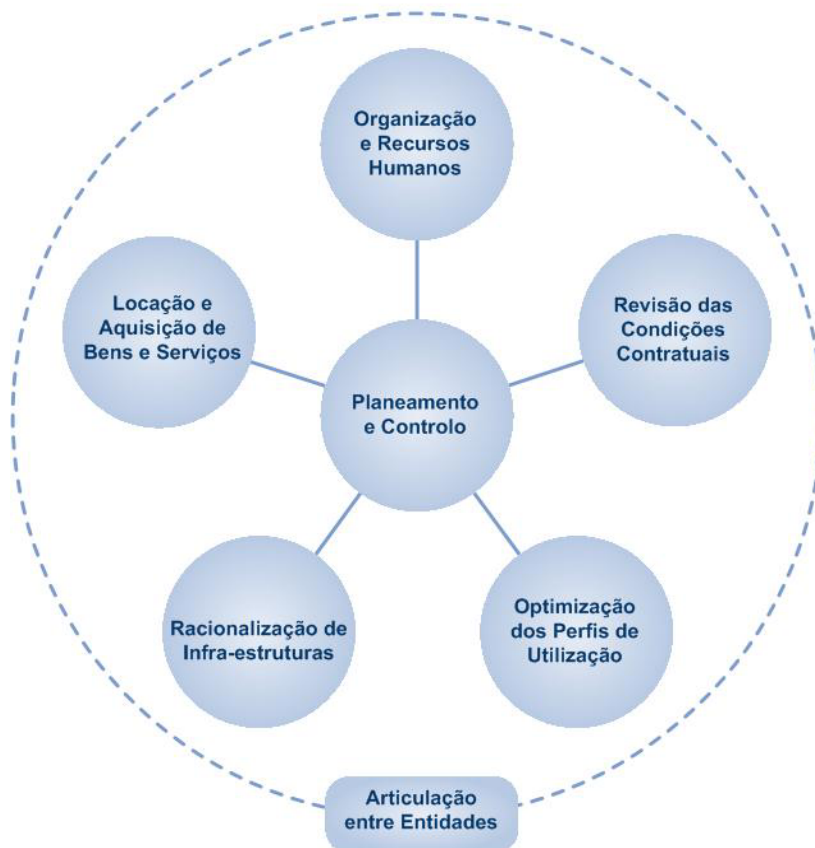 Organização
e Recursos
Humanos
Locação e
Aquisição de
Bens e Serviços
Revisão das
Condições
Contratuais
Planeamento
e Controlo
Racionalização de
Infra-estruturas
Optimização
dos Perfis de
Utilização
Articulação
entre Entidades